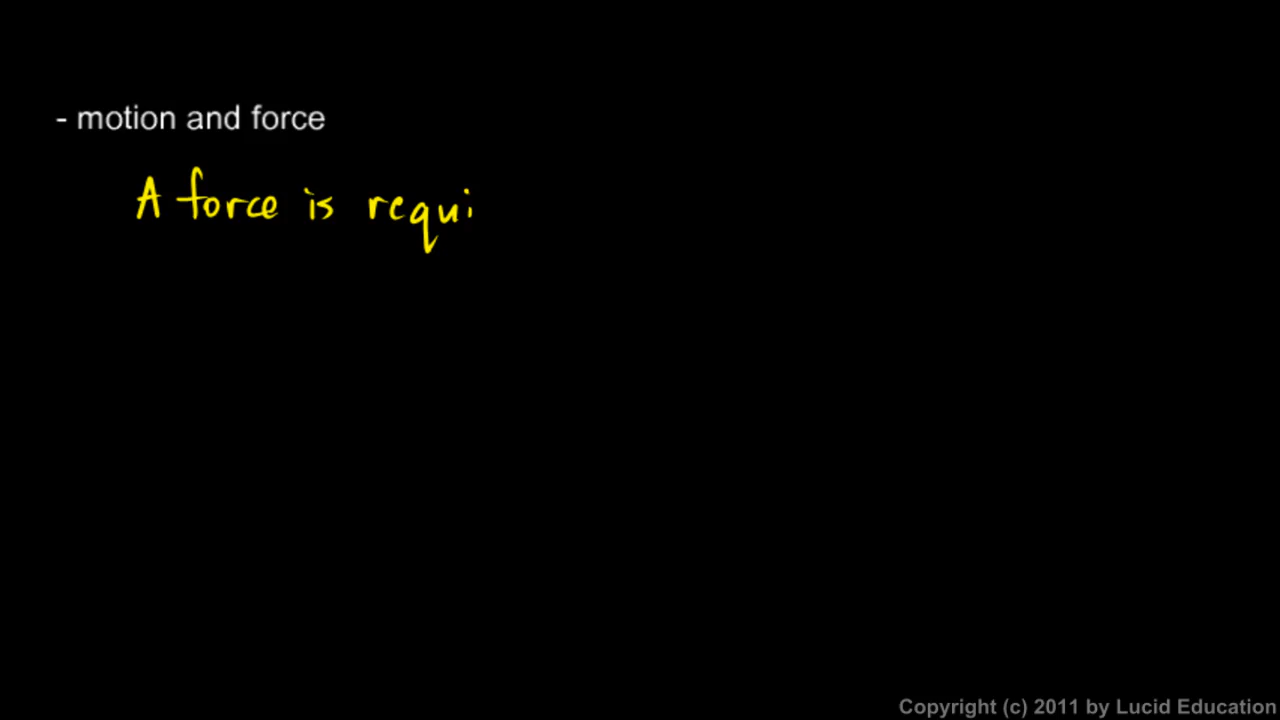 - motion and force
A force is requi
Copyright (c) 2011 by Lucid Education